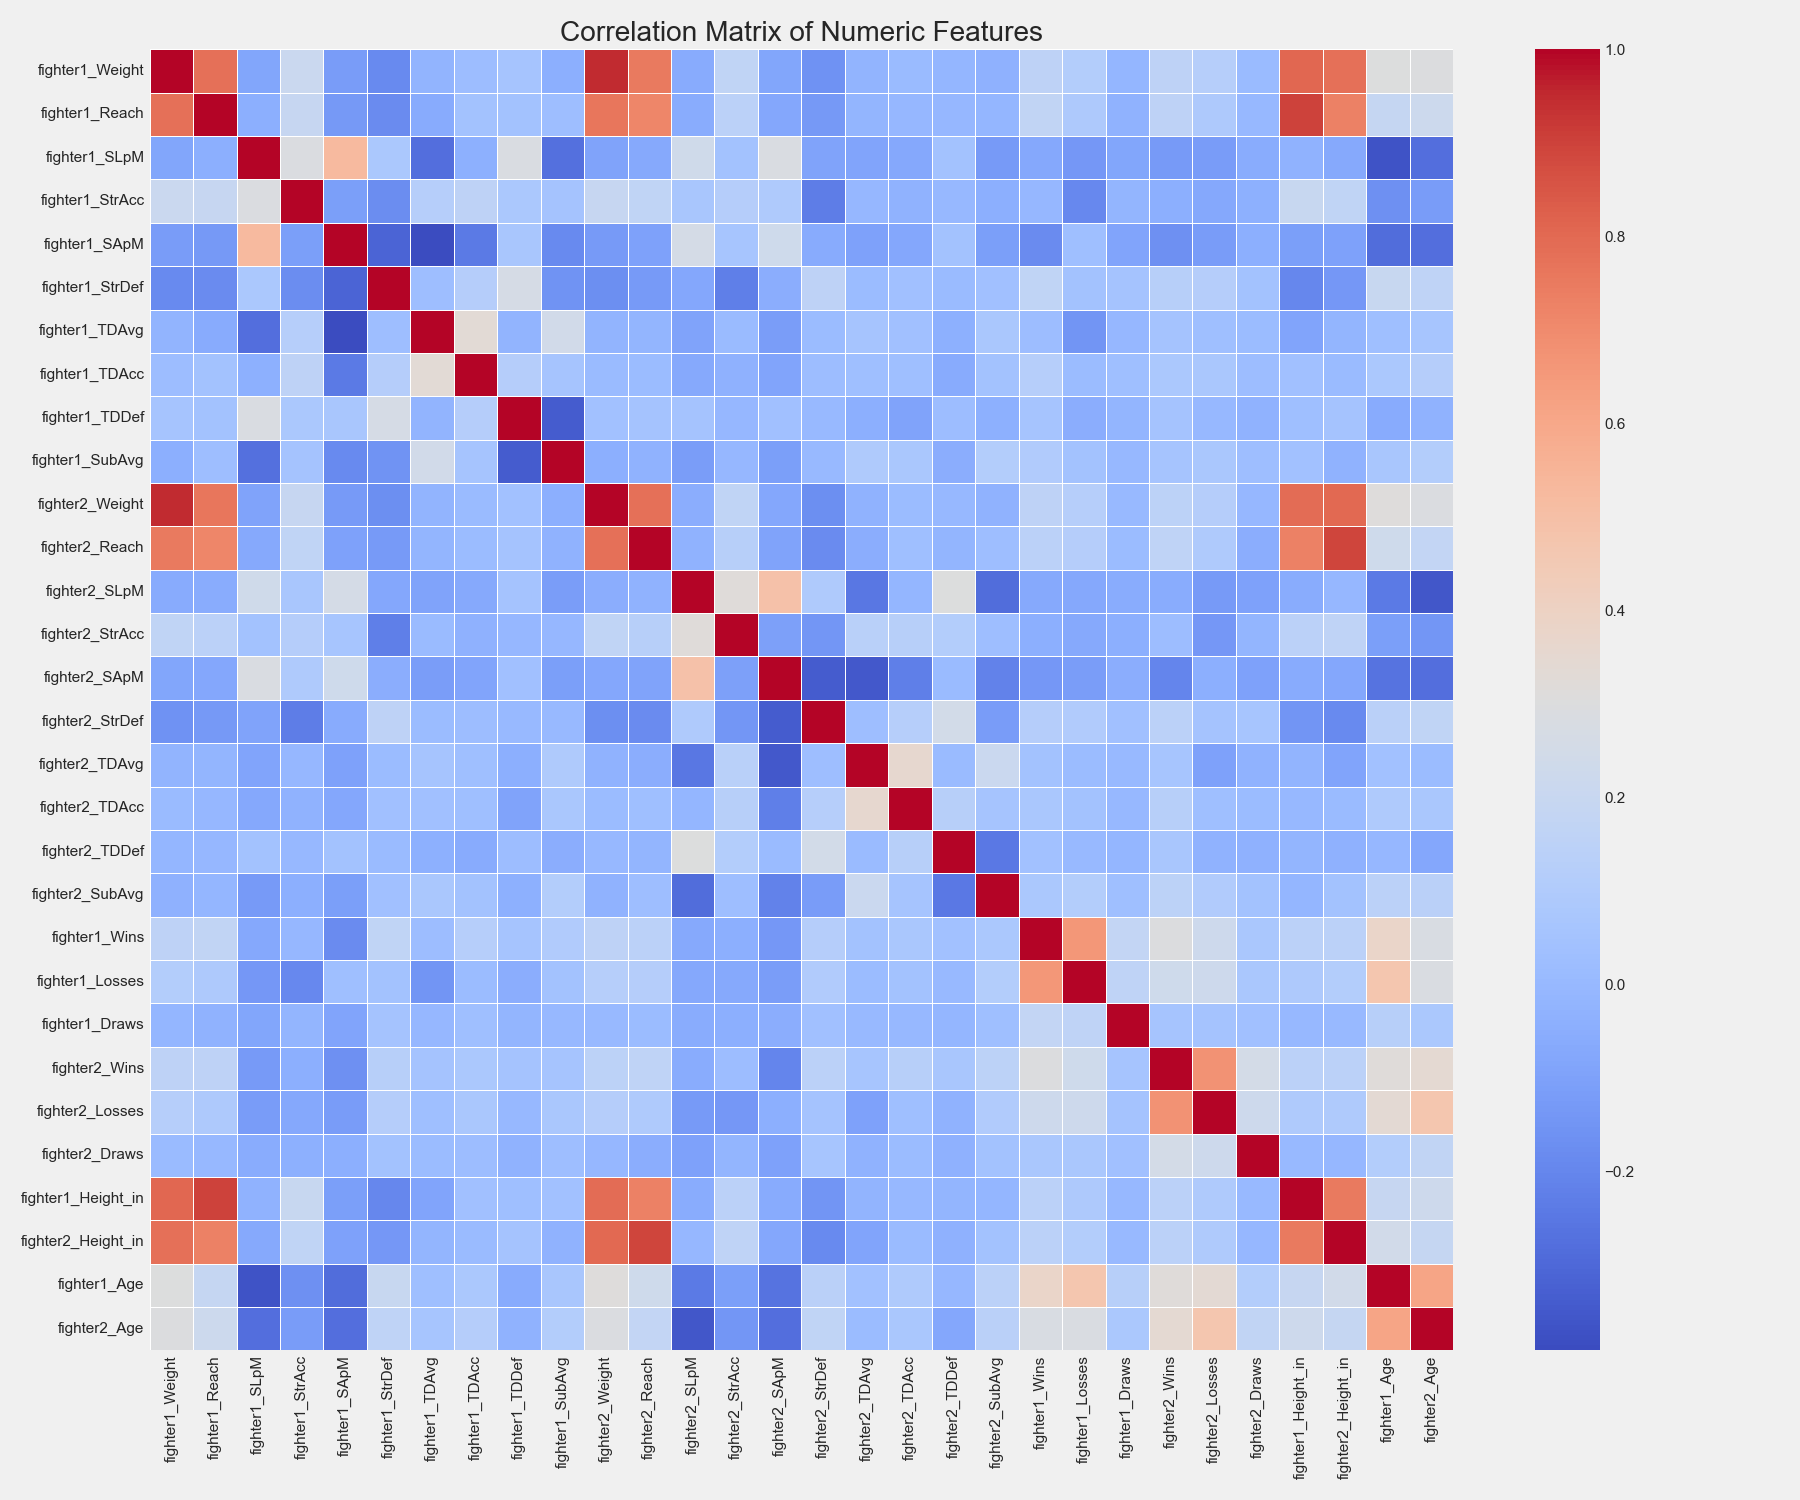 Correlation Matrix of Numeric Features
fighter1_Weight
fighter1_Reach
fighter1_SLpM
fighter1_StrAcc
fighter1_SApM
fighter1_StrDef
fighter1_TDAvg
fighter1_TDAcc
fighter1_TDDef
fighter1_SubAvg
fighter2_Weight
fighter2_Reach
fighter2_SLpM
fighter2_StrAcc
fighter2_SApM
fighter2_StrDef
fighter2_TDAvg
fighter2_TDAcc
fighter2_TDDef
fighter2_SubAvg
fighter1_Wins
fighter1_Losses
fighter1_Draws
fighter2_Wins
fighter2_Losses
fighter2_Draws
fighter1_Height_in
fighter2_Height_in
fighter1_Age
fighter2_Age
fighter1_Weight
fighter1_Reach
fighter1_SLpM
fighter1_StrAcc
fighter1_SApM
fighter1_StrDef
fighter1_TDAvg
fighter1_TDAcc
fighter1_TDDef
fighter1_SubAvg
fighter2_Weight
fighter2_Reach
fighter2_SLpM
fighter2_StrAcc
fighter2_SApM
fighter2_StrDef
fighter2_TDAvg
fighter2_TDAcc
fighter2_TDDef
fighter2_SubAvg
fighter1_Wins
fighter1_Losses
fighter1_Draws
fighter2_Wins
fighter2_Losses
fighter2_Draws
fighter1_Height_in
fighter2_Height_in
fighter1_Age
fighter2_Age
1.0
0.8
0.6
0.4
0.2
0.0
−0.2